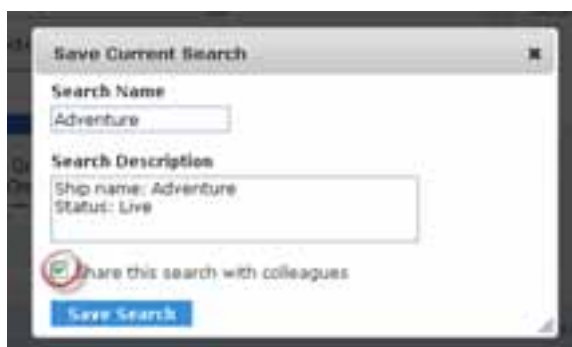 Save Current Search
Search Name
Adventure
Search Description
Ship name: Adventure
Status: Live
Share this search with colleagues
Save Search